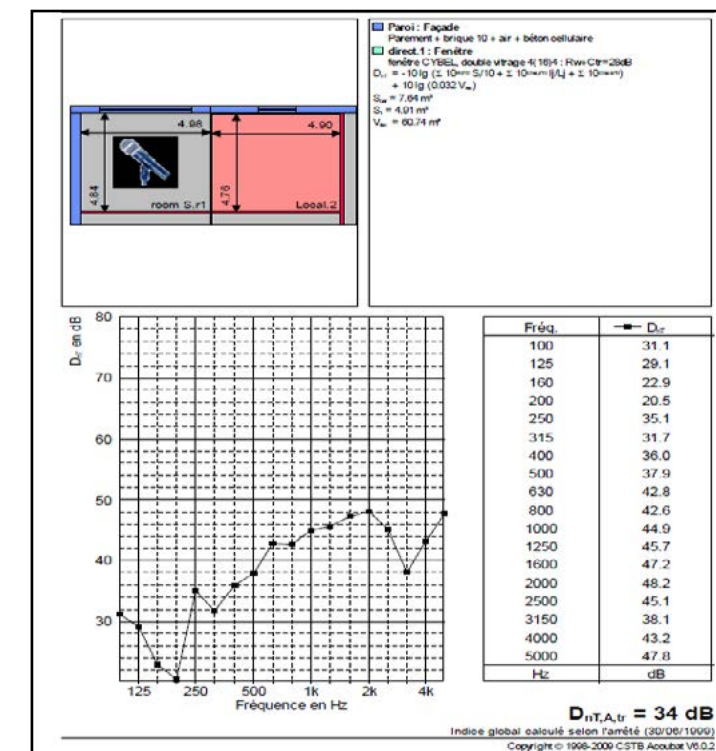 Paroi : Façade
Parement + brique 10 + air + béton cellulaire
direct.1 : Fenêtre
fenêtre CYBEL, double vitrage 4(16)4 : Rw+Ctr=28dB
+ 10 lg (0.032 V
= 7.64 m²
= 4.91 m²
= 60.74 m³
4.98
4.90
4.84
4.76
room S.r1
Local.2
80
70
60
50
40
30
en dB
125 250 500 1k 2k 4k
Fréquence en Hz
Fréq.
100 31.1
125 29.1
160 22.9
200 20.5
250 35.1
315 31.7
400 36.0
500 37.9
630 42.8
800 42.6
1000 44.9
1250 45.7
1600 47.2
2000 48.2
2500 45.1
3150 38.1
4000 43.2
5000 47.8
Hz dB
DnT,A,tr = 34 dB
Indice global calculé selon l'arrêté (30/06/1999)
Copyright © 1998-2009 CSTB Acoubat V6.0.2